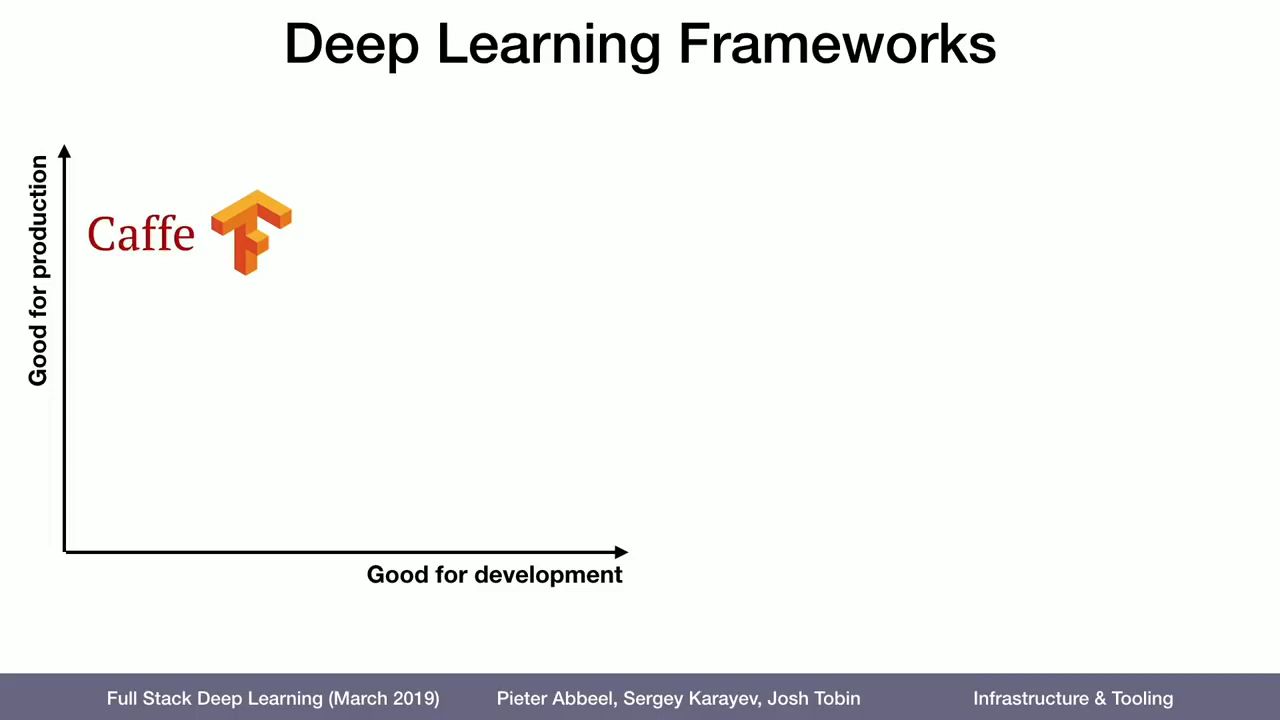 Deep Learning Frameworks
Good for production
Caffe
Good for development
Full Stack Deep Learning (March 2019)
Pieter Abbeel, Sergey Karayev, Josh Tobin
Infrastructure & Tooling